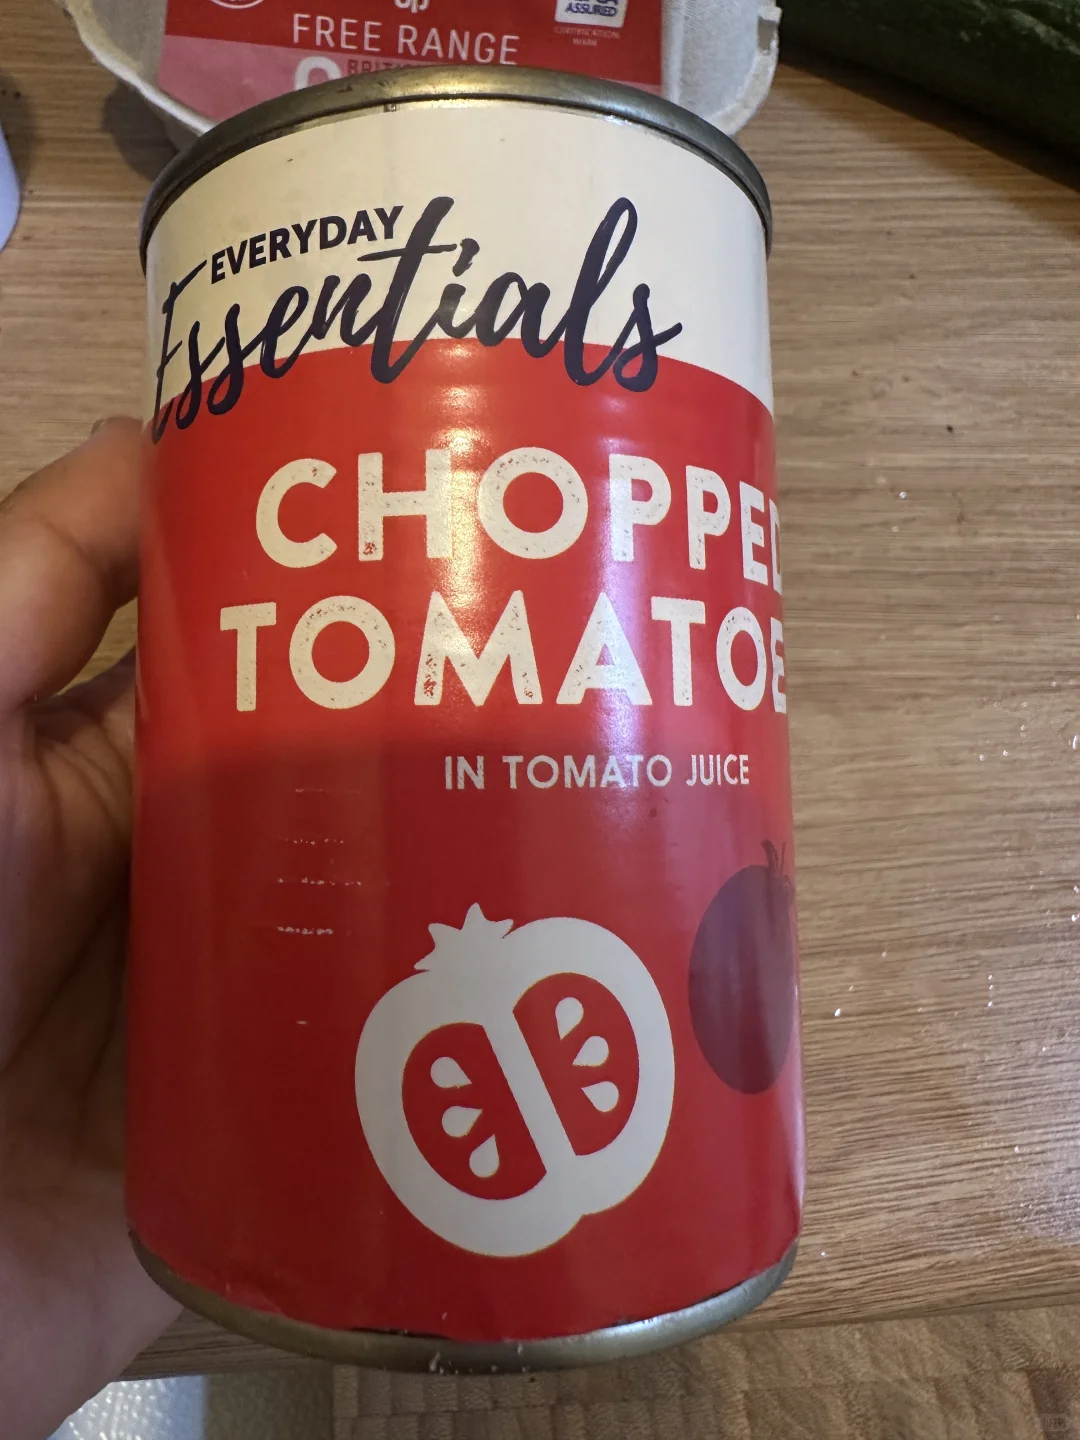 ASSURED
FREE RANGE
EVERYDAY
Essentials
CHOPPED
TOMATOE
IN TOMATO JUICE